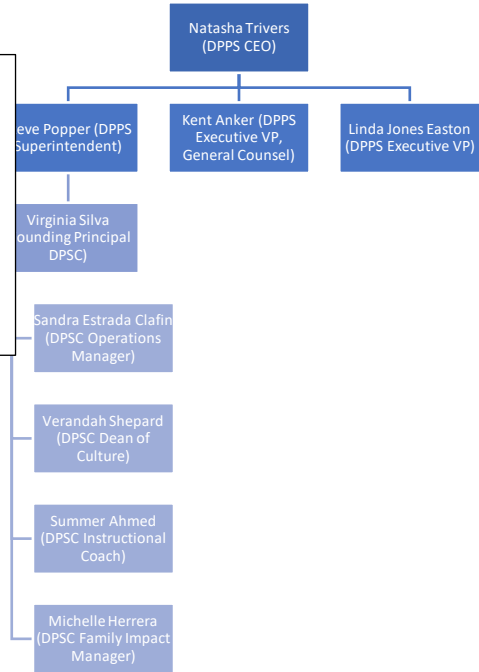 Natasha Trivers
(DPPS CEO)
Popper (DPPS
Superintendent)
Kent Anker (DPPS
Executive VP,
General Counsel)
Linda Jones Easton
(DPPS Executive VP)
Virginia Silva
Principal
DPSC)
Sandra Estrada Clafin
(DPSC Operations
Manager)
Verandah Shepard
(DPSC Dean of
Culture)
Summer Ahmed
(DPSC Instructional
Coach)
Michelle Herrera
(DPSC Family Impact
Manager)